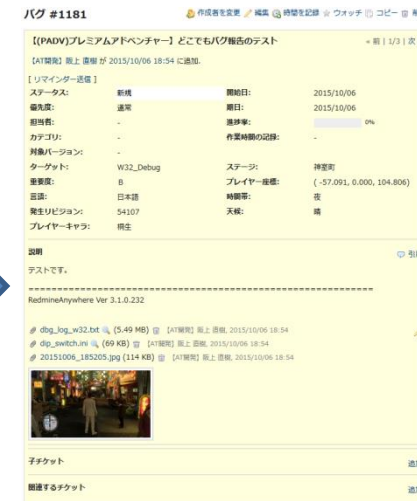 バグ #1181
作成者を変更 編集 時間を記録 ウォッチ コピー
【(PADV)プレミアムアドベンチャー】どこでもバグ報告のテスト
« 前 | 1/3 | 次
【AT開発】阪上 直樹 が 2015/10/06 18:54 に追加.
[ リマインダー送信 ]
ステータス: 新規 開始日: 2015/10/06
優先度: 通常 期日: 2015/10/06
担当者: - 進捗率: 0%
カテゴリ: - 作業時間の記録: -
対象バージョン: -
ターゲット: W32_Debug ステージ: 神室町
重要度: B プレイヤー座標: ( -57.091, 0.000, 104.806)
言語: 日本語 時間帯: 夜
発生リビジョン: 54107 天候: 晴
プレイヤーキャラ: 桐生
説明
テストです。
============================================================
RedmineAnywhere Ver 3.1.0.232
dbg_log_w32.txt (5.49 MB) 【AT開発】阪上 直樹, 2015/10/06 18:54
dip_switch.ini (69 KB) 【AT開発】阪上 直樹, 2015/10/06 18:54
20151006_185205.jpg (114 KB) 【AT開発】阪上 直樹, 2015/10/06 18:54
子チケット
関連するチケット